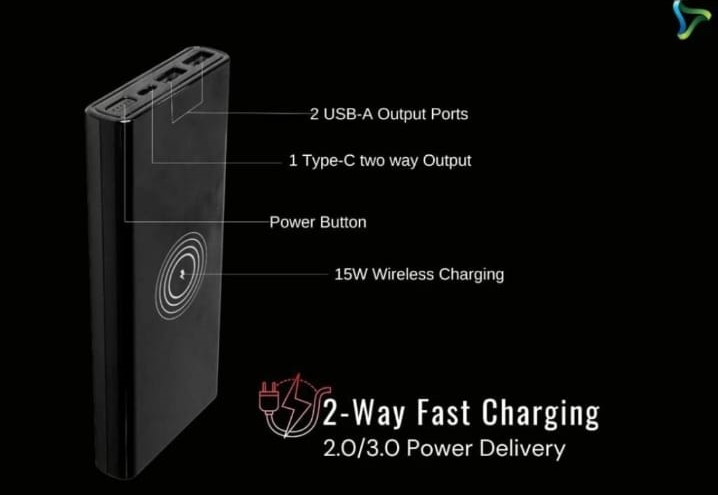 2 USB-A Output Ports
1 Type-C two way Output
Power Button
15W Wireless Charging
2-Way Fast Charging
2.0/3.0 Power Delivery